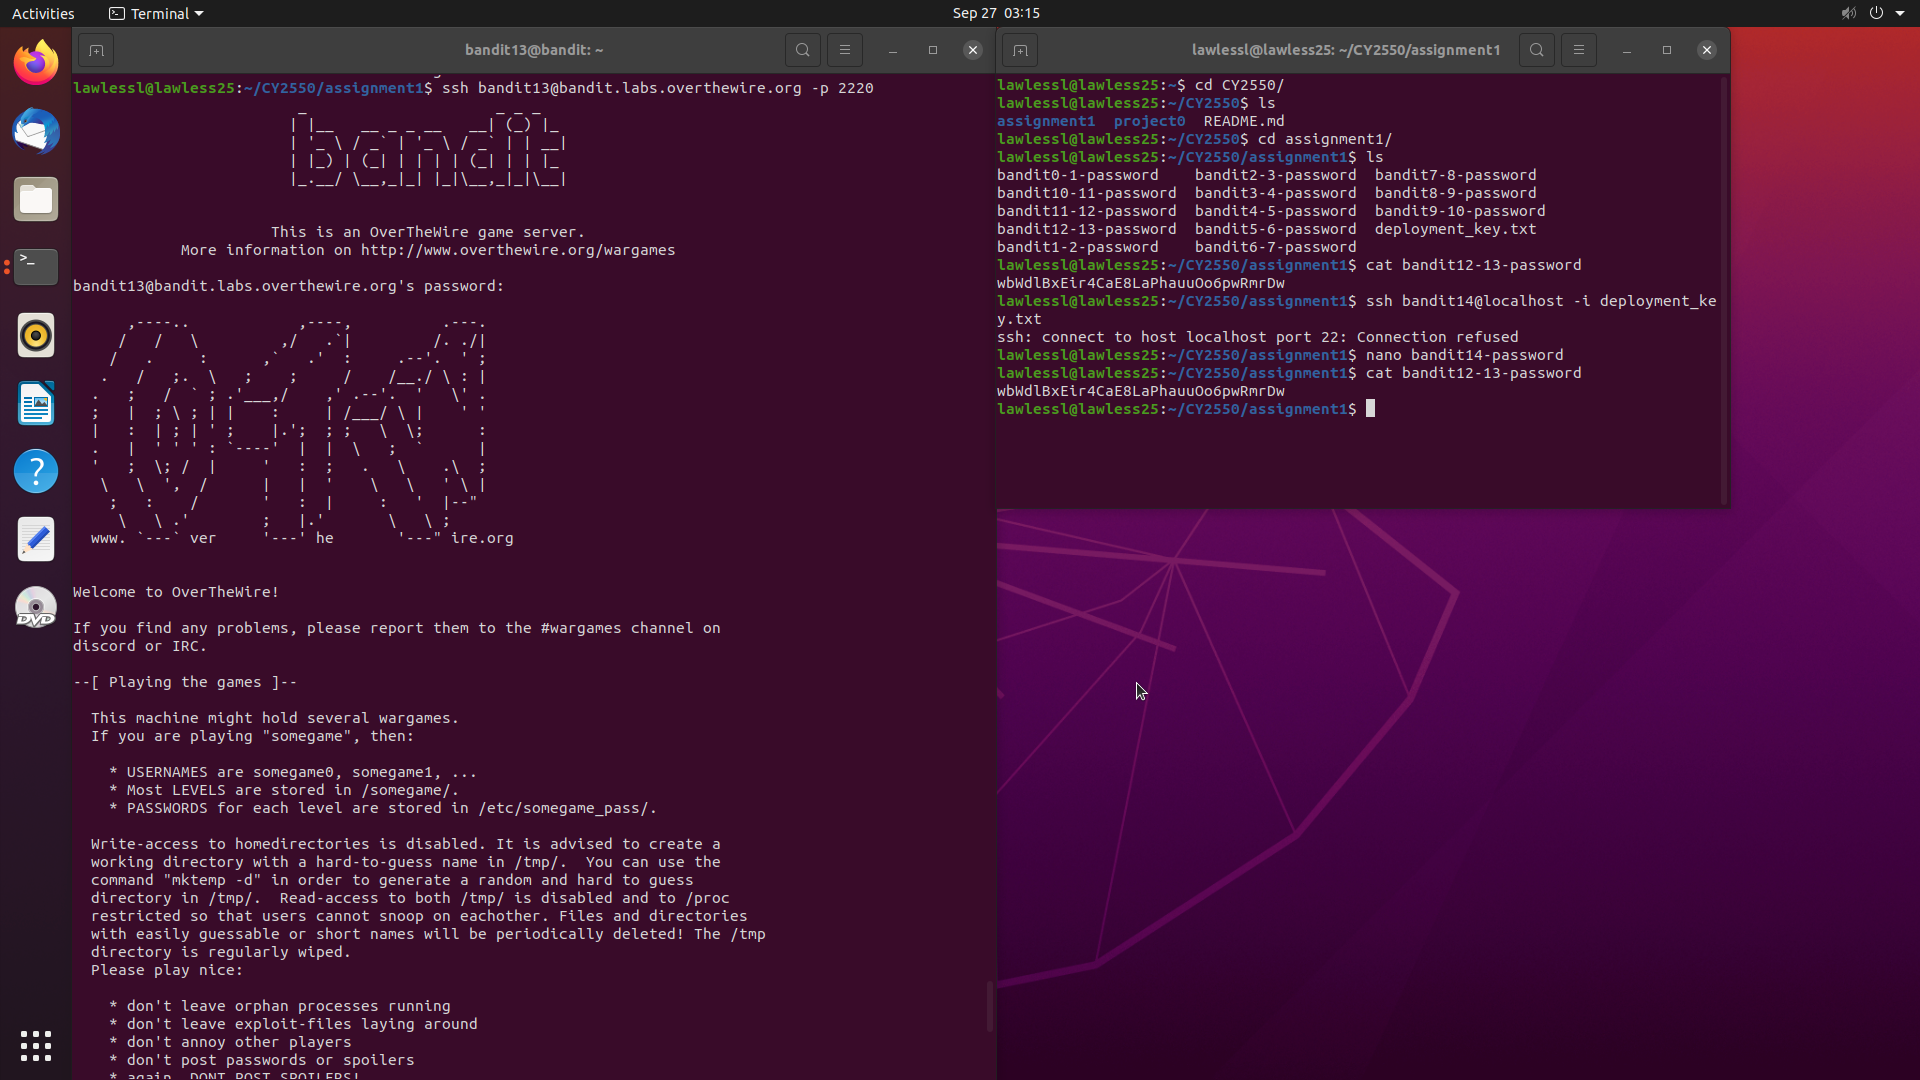 Activities
Terminal
Sep 27 03:15
bandit13@bandit: ~
lawlessl@lawless25:~/CY2550/assignment1$ ssh bandit13@bandit.labs.overthewire.org -p 2220
This is an OverTheWire game server.
More information on http://www.overthewire.org/wargames
bandit13@bandit.labs.overthewire.org's password:
www. `---` ver '---' he '---" ire.org
Welcome to OverTheWire!
If you find any problems, please report them to the #wargames channel on
discord or IRC.
--[ Playing the games ]--
This machine might hold several wargames.
If you are playing "somegame", then:
* USERNAMES are somegame0, somegame1, ...
* Most LEVELS are stored in /somegame/.
* PASSWORDS for each level are stored in /etc/somegame_pass/.
Write-access to homedirectories is disabled. It is advised to create a
working directory with a hard-to-guess name in /tmp/.  You can use the
command "mktemp -d" in order to generate a random and hard to guess
directory in /tmp/.  Read-access to both /tmp/ is disabled and to /proc
restricted so that users cannot snoop on eachother. Files and directories
with easily guessable or short names will be periodically deleted! The /tmp
directory is regularly wiped.
Please play nice:
* don't leave orphan processes running
* don't leave exploit-files laying around
* don't annoy other players
* don't post passwords or spoilers
* again, DONT POST SPOILERS!
lawlessl@lawless25: ~/CY2550/assignment1
lawlessl@lawless25:~$ cd CY2550/
lawlessl@lawless25:~/CY2550$ ls
assignment1  project0  README.md
lawlessl@lawless25:~/CY2550$ cd assignment1/
lawlessl@lawless25:~/CY2550/assignment1$ ls
bandit0-1-password    bandit2-3-password  bandit7-8-password
bandit10-11-password  bandit3-4-password  bandit8-9-password
bandit11-12-password  bandit4-5-password  bandit9-10-password
bandit12-13-password  bandit5-6-password  deployment_key.txt
bandit1-2-password    bandit6-7-password
lawlessl@lawless25:~/CY2550/assignment1$ cat bandit12-13-password
wbWdlBxEir4CaE8LaPhauuOo6pwRmrDw
lawlessl@lawless25:~/CY2550/assignment1$ ssh bandit14@localhost -i deployment_ke
y.txt
ssh: connect to host localhost port 22: Connection refused
lawlessl@lawless25:~/CY2550/assignment1$ nano bandit14-password
lawlessl@lawless25:~/CY2550/assignment1$ cat bandit12-13-password
wbWdlBxEir4CaE8LaPhauuOo6pwRmrDw
lawlessl@lawless25:~/CY2550/assignment1$
DVD